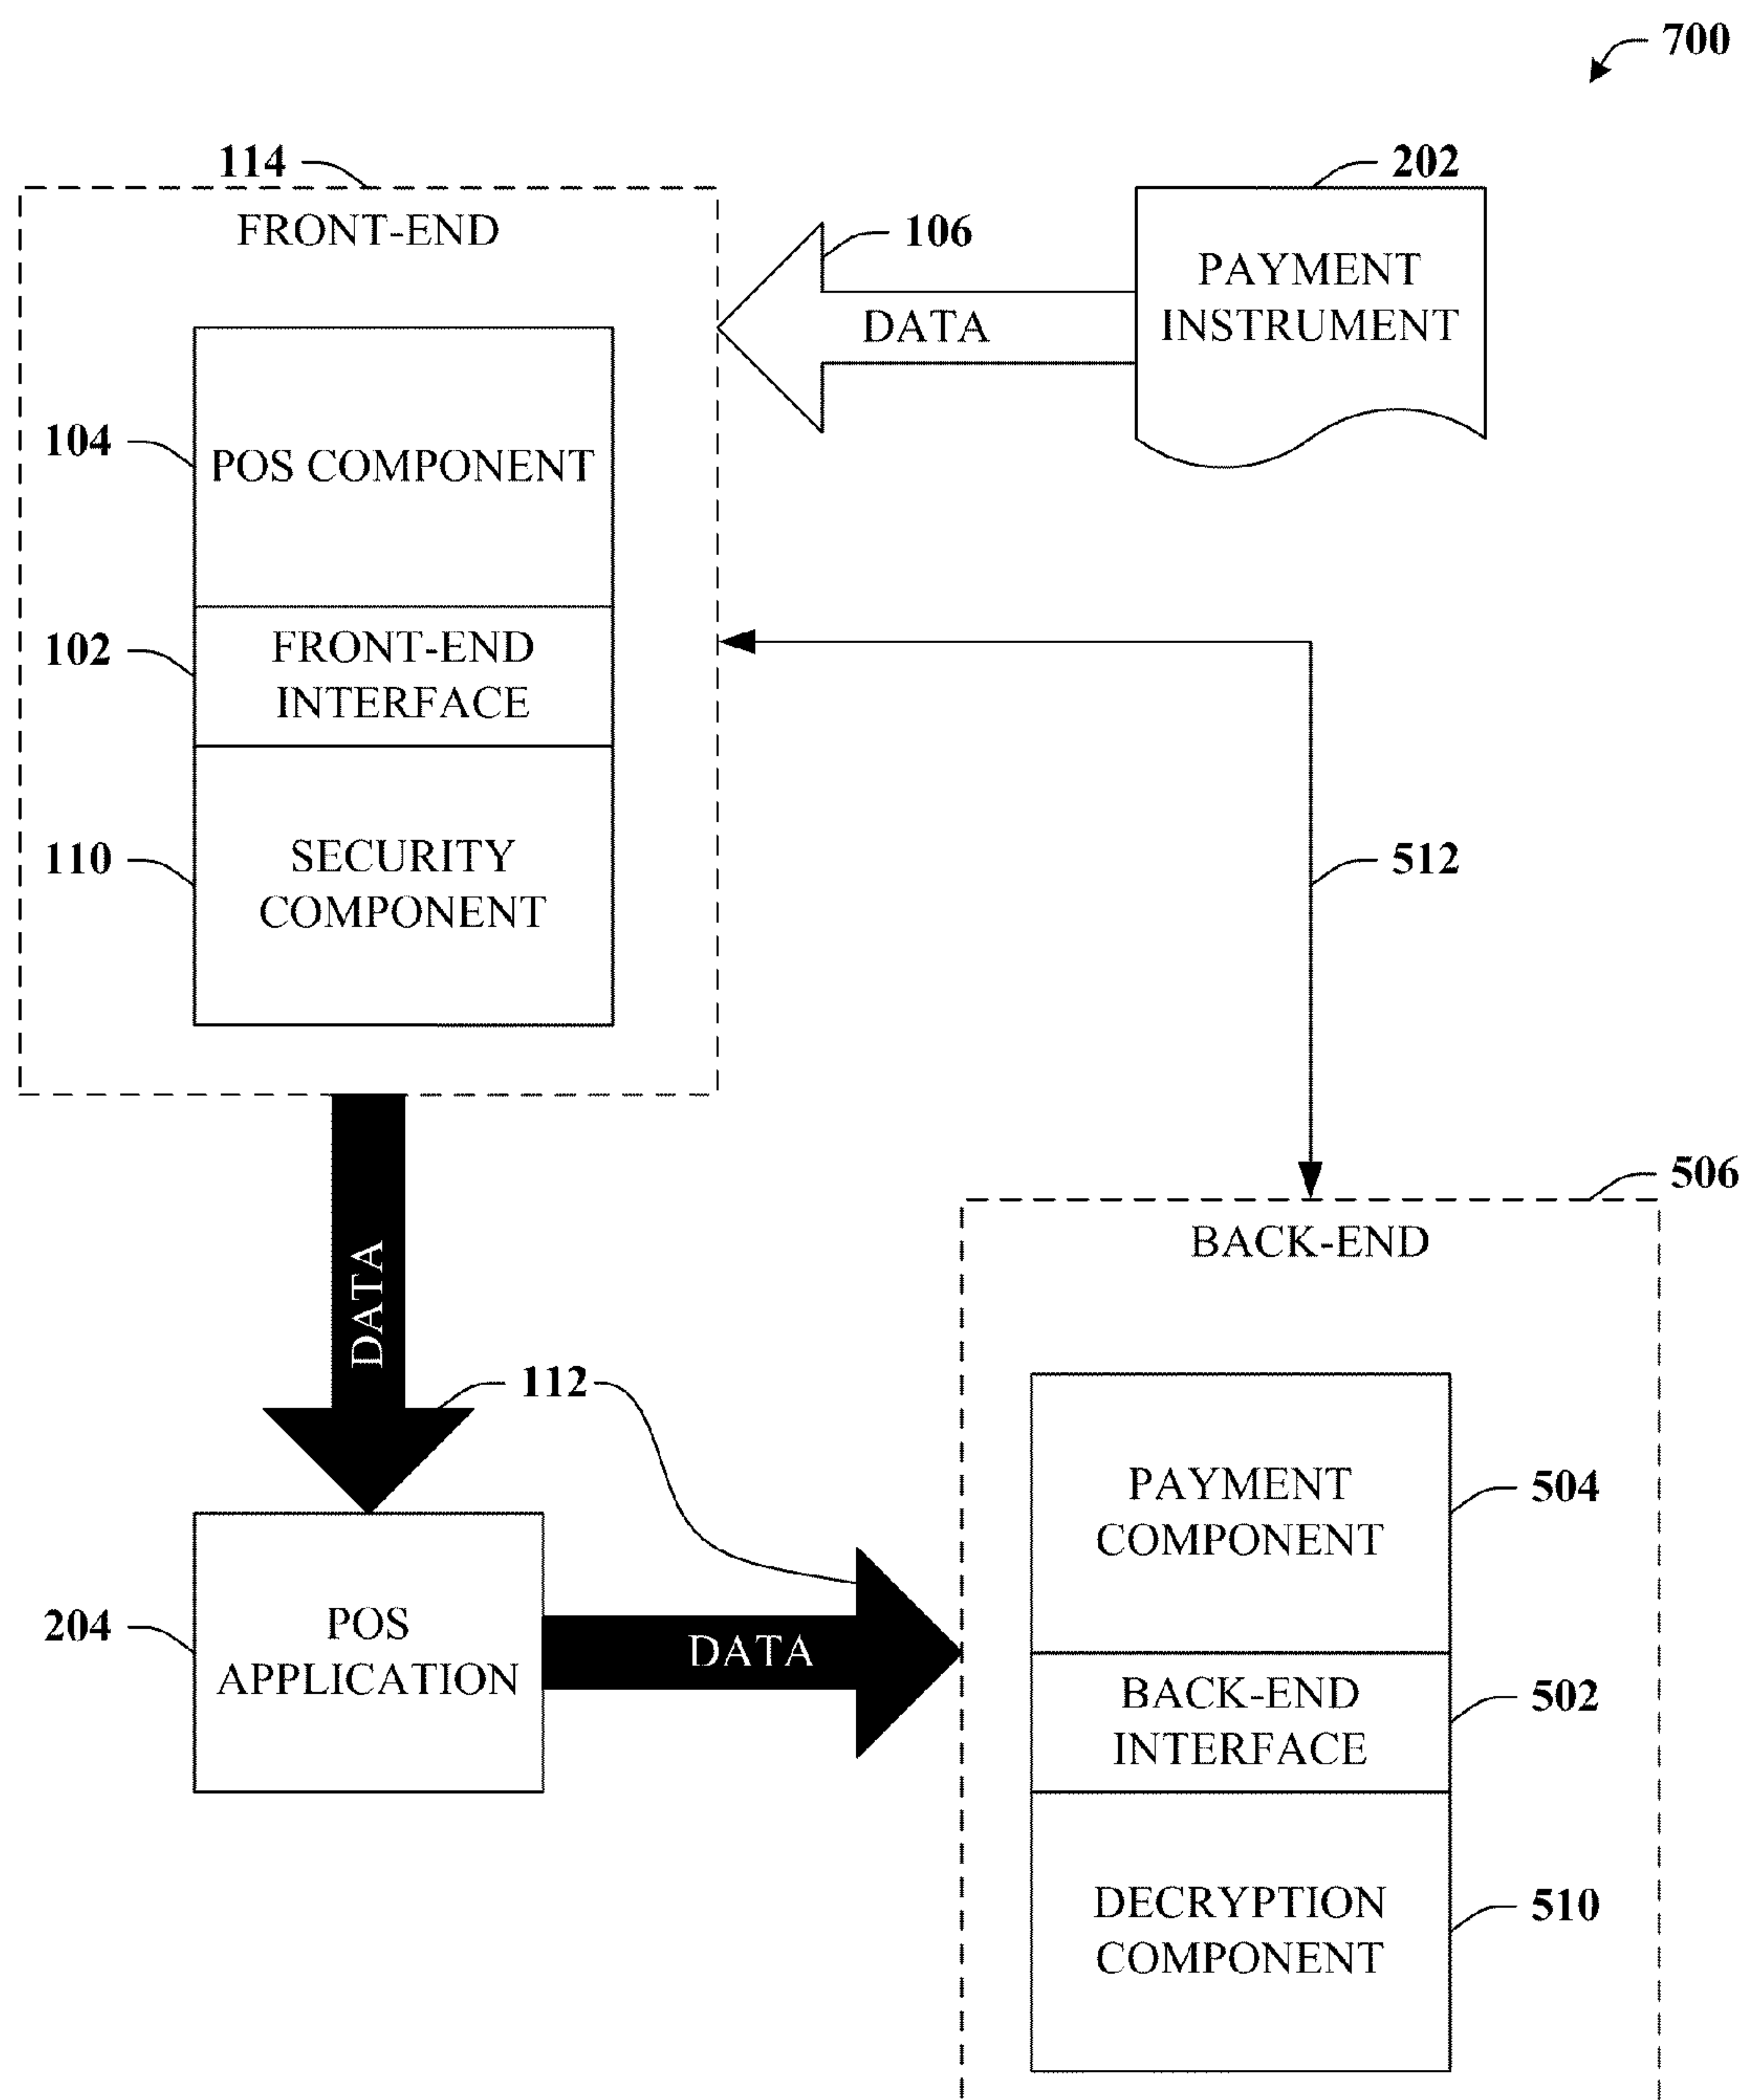 700
114
FRONT-END
202
106
PAYMENT
INSTRUMENT
DATA
104
POS COMPONENT
102
FRONT-END
INTERFACE
110
SECURITY
COMPONENT
512
506
BACK-END
DATA
112
PAYMENT
COMPONENT
504
204
POS
APPLICATION
DATA
BACK-END
INTERFACE
502
DECRYPTION
COMPONENT
510